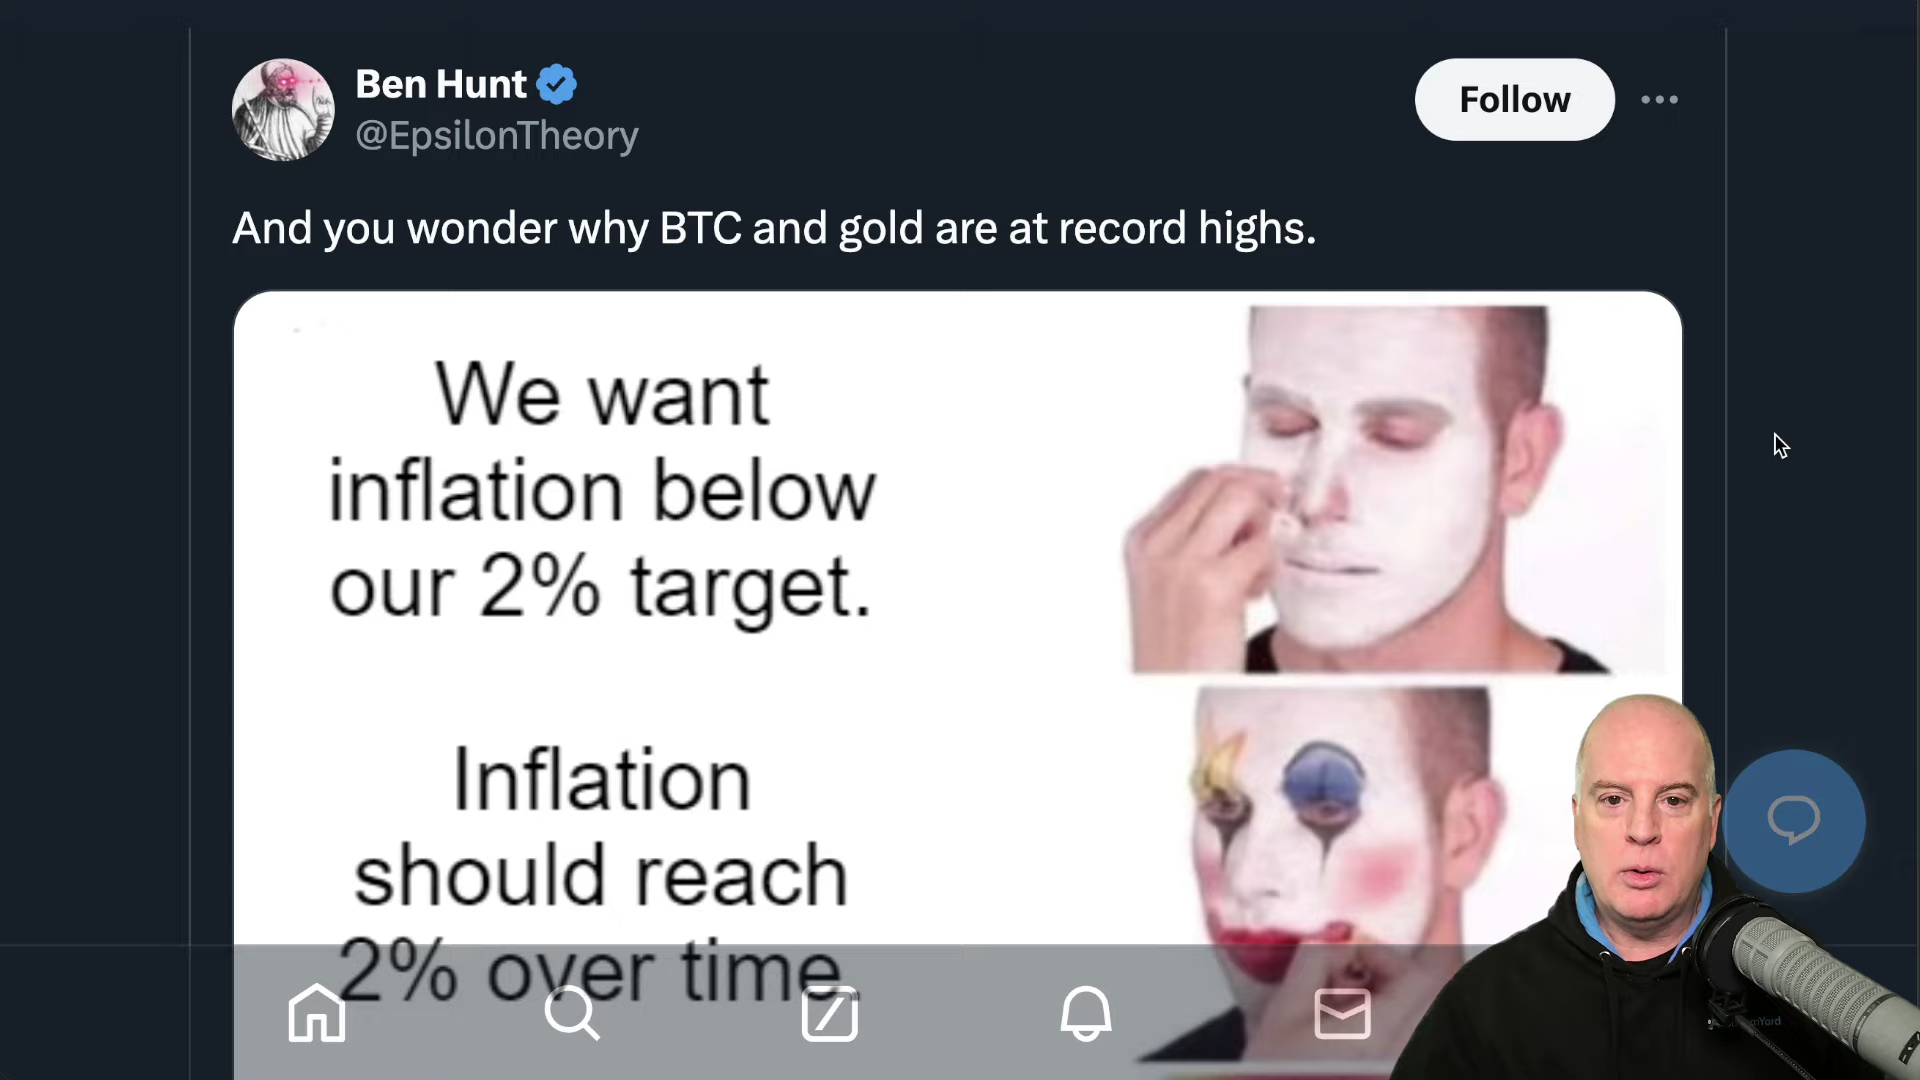 Ben Hunt
@EpsilonTheory
Follow
And you wonder why BTC and gold are at record highs.
We want
inflation below
our 2% target.
Inflation
should reach
2% over time.